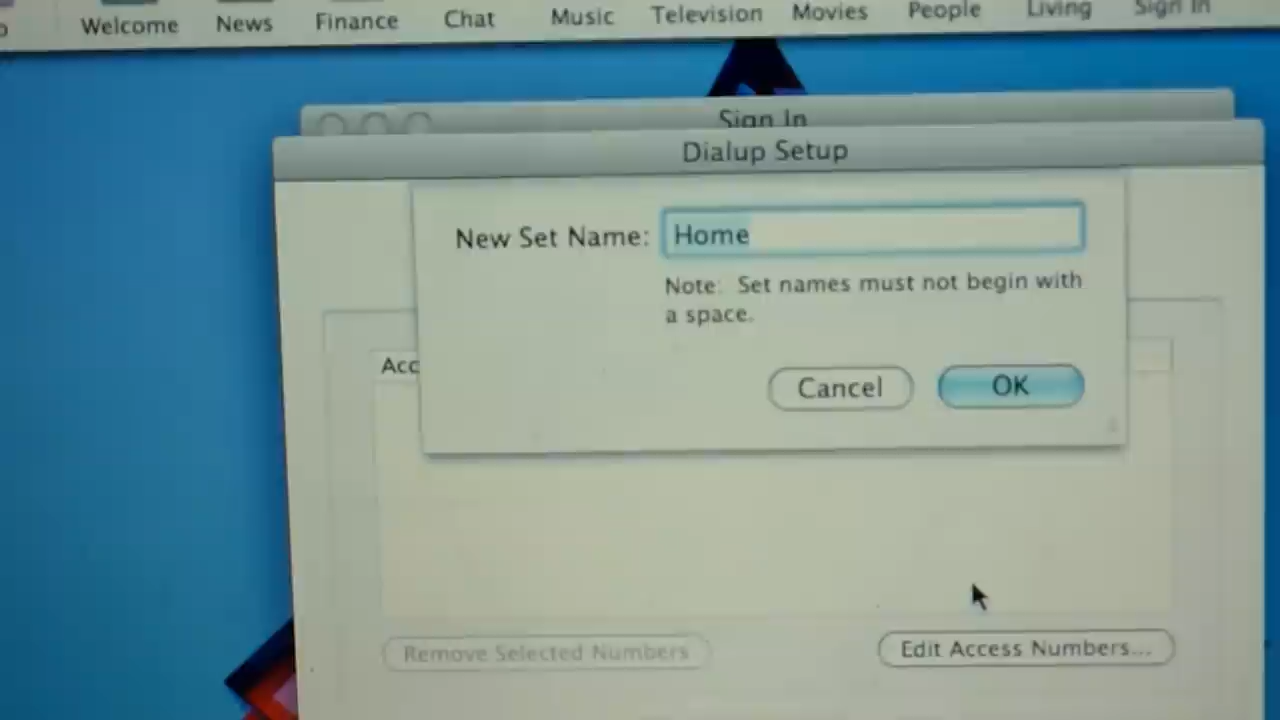 Welcome News Finance Chat Music Television Movies People Living Sign In
Sign In
Dialup Setup
New Set Name: Home
Note: Set names must not begin with
a space.
Cancel OK
Acc
Remove Selected Numbers Edit Access Numbers...